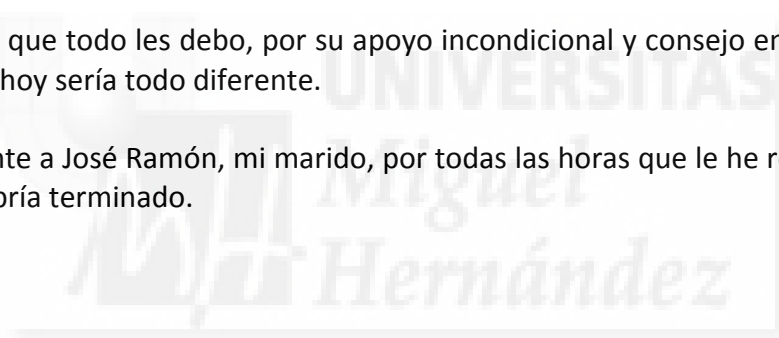 que todo les debo, por su apoyo incondicional y consejo en
hoy sería todo diferente.
nte a José Ramón, mi marido, por todas las horas que le he r
bría terminado.
UNIVERSITAS
Miguel
Hernández